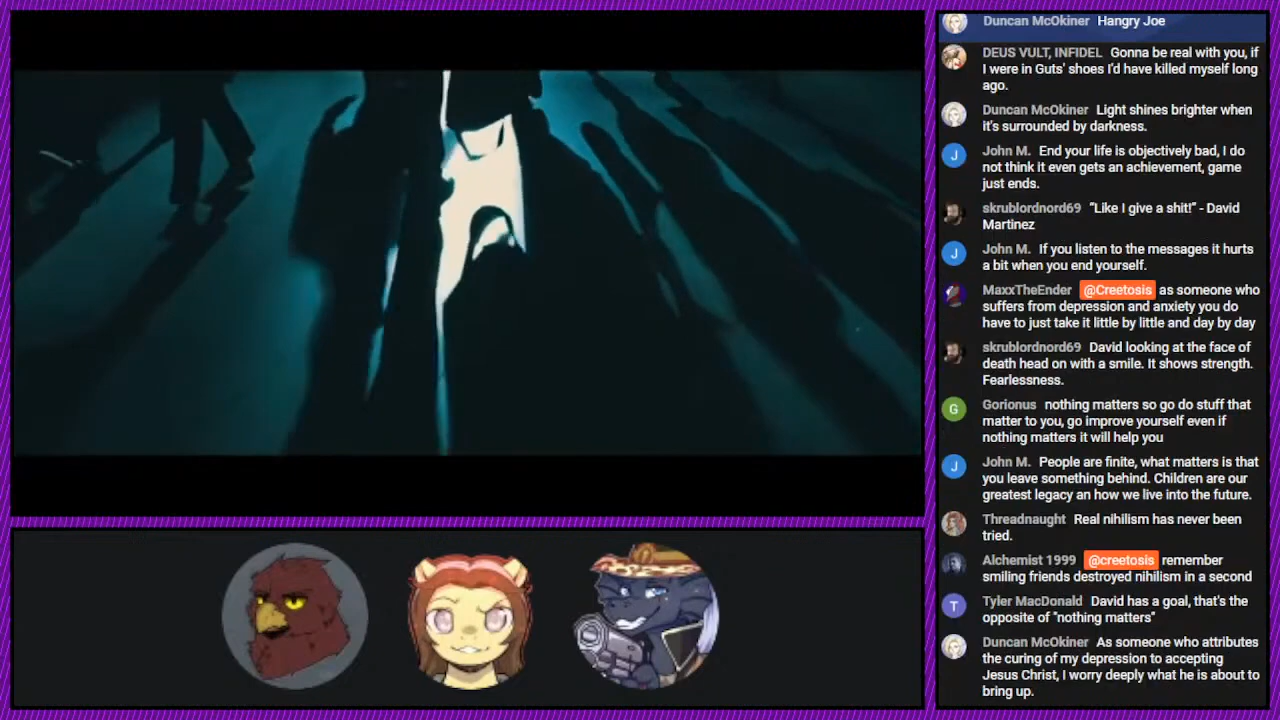 Duncan McOkiner Hangry Joe
DEUS VULT, INFIDEL Gonna be real with you, if
I were in Guts' shoes I'd have killed myself long
ago.
Duncan McOkiner Light shines brighter when
it's surrounded by darkness.
J
John M. End your life is objectively bad, I do
not think it even gets an achievement, game
just ends.
skrublordnord69 “Like I give a shit!” - David
Martinez
J
John M. If you listen to the messages it hurts
a bit when you end yourself.
MaxxTheEnder @Creetosis as someone who
suffers from depression and anxiety you do
have to just take it little by little and day by day
skrublordnord69 David looking at the face of
death head on with a smile. It shows strength.
Fearlessness.
G
Gorionus nothing matters so go do stuff that
matter to you, go improve yourself even if
nothing matters it will help you
J
John M. People are finite, what matters is that
you leave something behind. Children are our
greatest legacy an how we live into the future.
Threadnaught Real nihilism has never been
tried.
Alchemist 1999 @creetosis remember
smiling friends destroyed nihilism in a second
T
Tyler MacDonald David has a goal, that's the
opposite of "nothing matters"
Duncan McOkiner As someone who attributes
the curing of my depression to accepting
Jesus Christ, I worry deeply what he is about to
bring up.